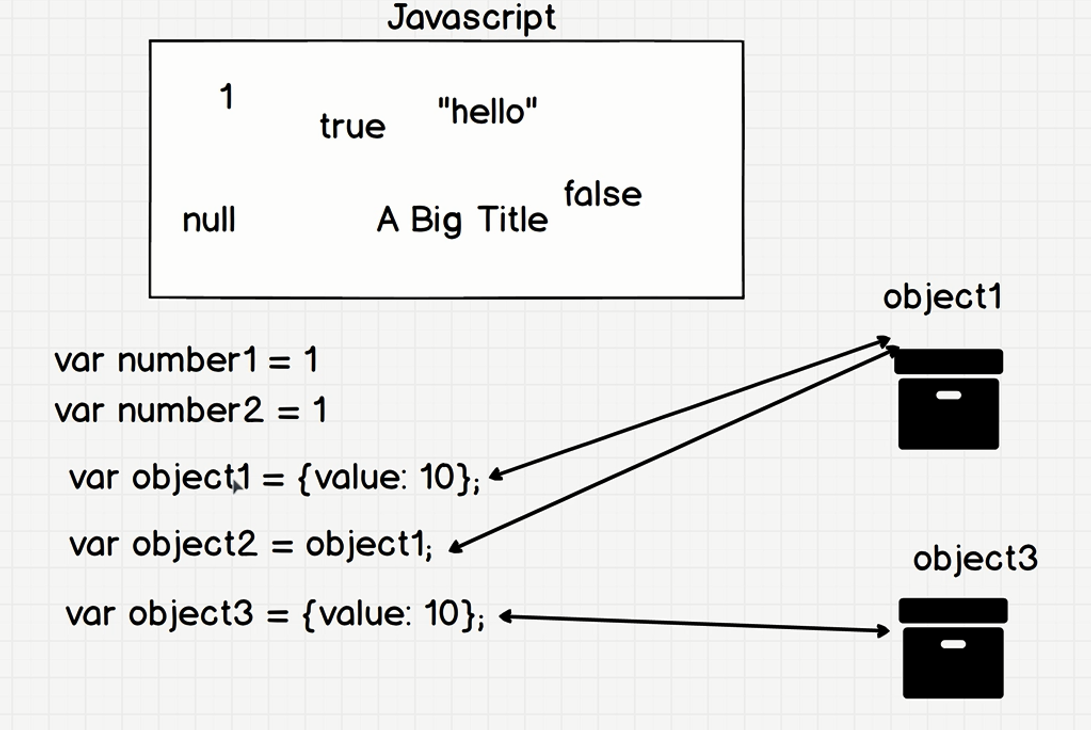 Javascript
1
true
"hello"
null
A Big Title
false
object1
var number1 = 1
var number2 = 1
var object1 = {value: 10};
var object2 = object1;
object3
var object3 = {value: 10};